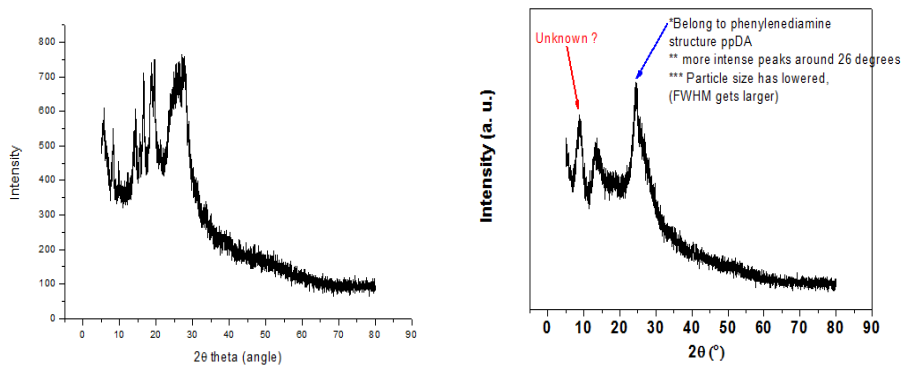 800
700
600
500
400
300
200
100
0
Intensity
0 10 20 30 40 50 60 70 80 90
2θ theta (angle)
Unknown ?
*Belong to phenylenediamine
structure ppDA
** more intense peaks around 26 degrees
*** Particle size has lowered,
(FWHM gets larger)
Intensity (a. u.)
0 10 20 30 40 50 60 70 80 90
2θ (°)